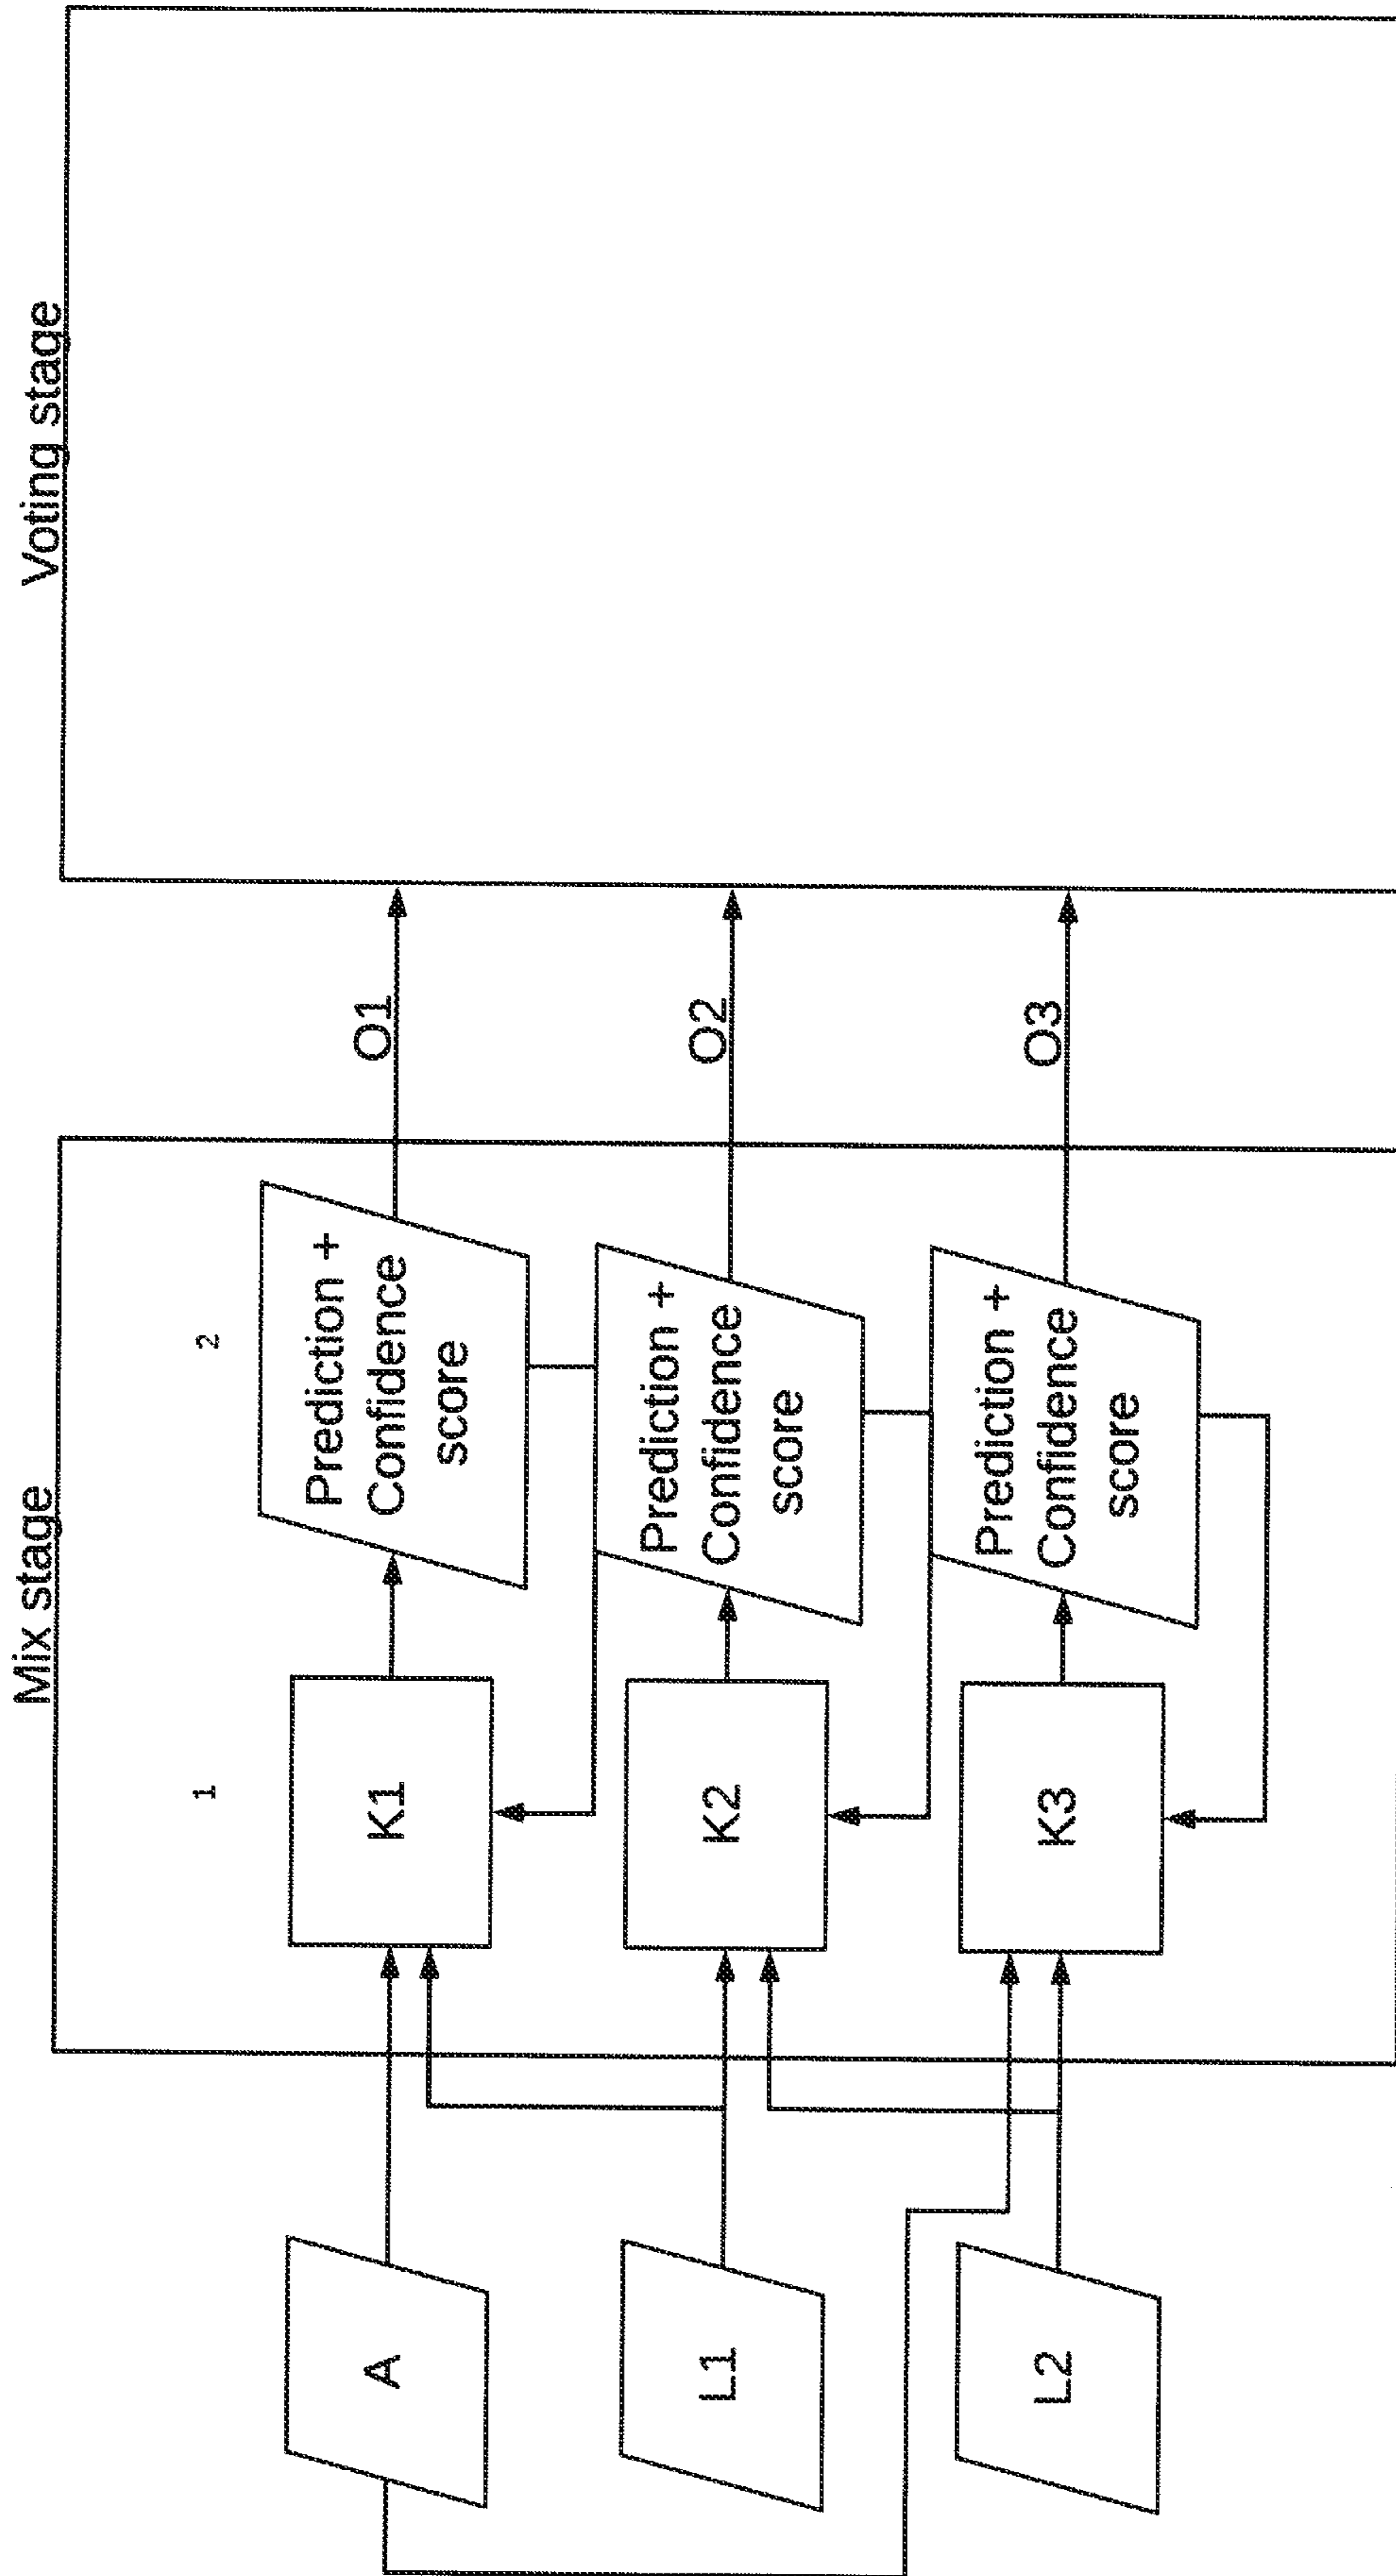 Mix stage
Voting stage
1
2
A
K1
Prediction +
Confidence
score
O1
L1
K2
Prediction +
Confidence
score
O2
L2
K3
Prediction +
Confidence
score
O3